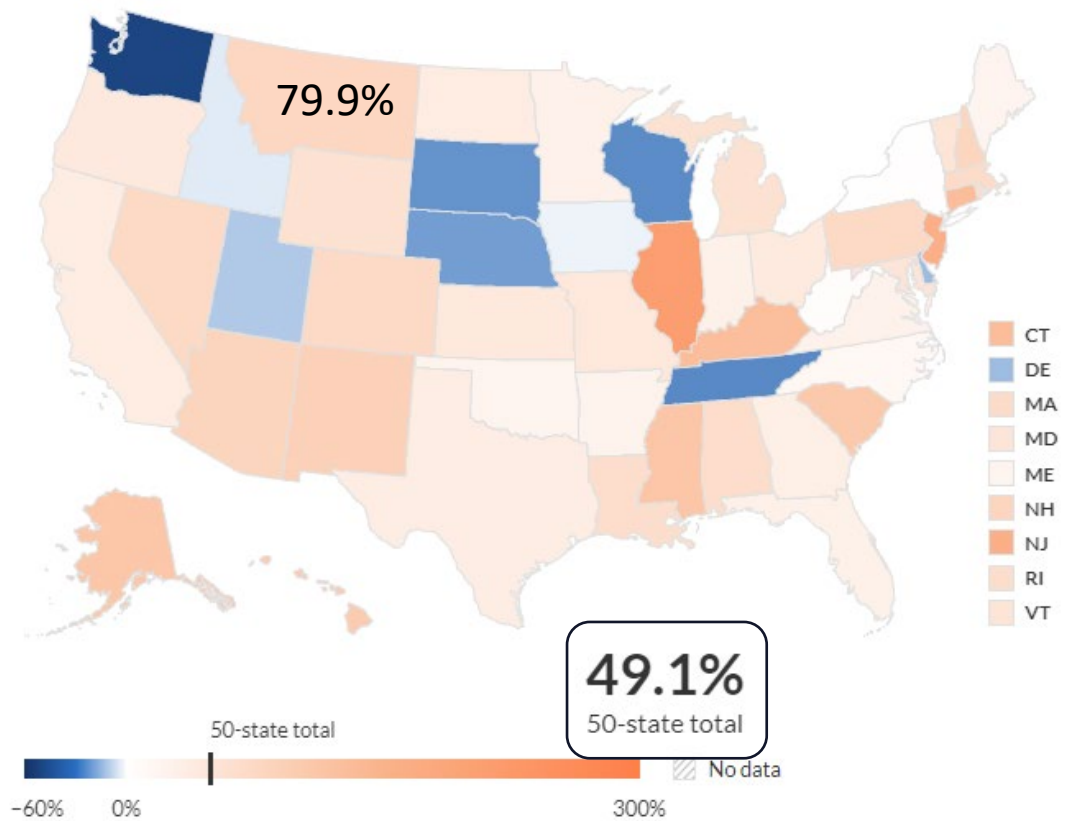 79.9%
CT
DE
MA
MD
ME
NH
NJ
RI
VT
49.1%
50-state total
50-state total
No data
−60%
0%
300%